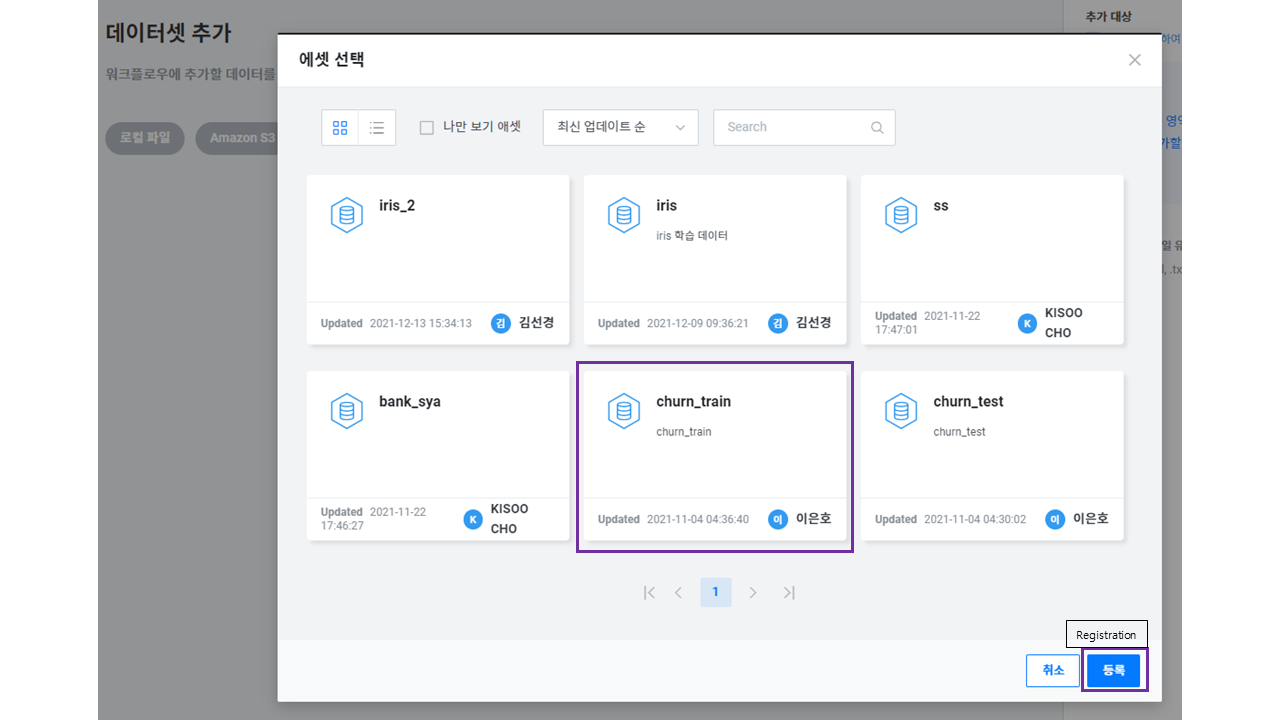 데이터셋 추가
추가 대상
워크플로우에 추가할 데이터를
하여
로컬 파일
Amazon S3
영역
가할
일 유
l, .tx
에셋 선택
나만 보기 애셋
최신 업데이트 순
Search
iris_2
Updated 2021-12-13 15:34:13
김 김선경
iris
iris 학습 데이터
Updated 2021-12-09 09:36:21
김 김선경
ss
Updated 2021-11-22
17:47:01
K KISOO
CHO
bank_sya
Updated 2021-11-22
17:46:27
K KISOO
CHO
churn_train
churn_train
Updated 2021-11-04 04:36:40
이 이은호
churn_test
churn_test
Updated 2021-11-04 04:30:02
이 이은호
1
Registration
취소
등록